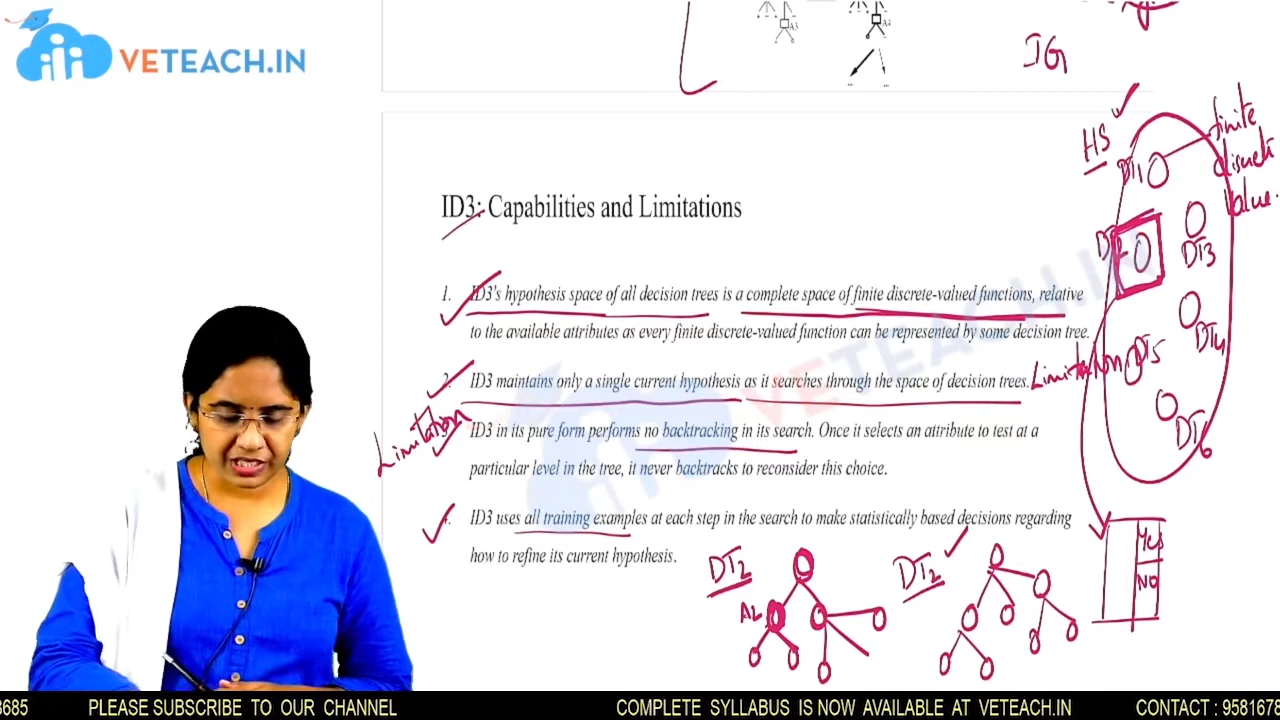 VETEACH.IN
A3
A4
...
...
IG
HS
finite
discrete
value.
DT1
DT2
DT3
DT4
DT5
DT6
ID3: Capabilities and Limitations
1. ID3's hypothesis space of all decision trees is a complete space of finite discrete-valued functions, relative
to the available attributes as every finite discrete-valued function can be represented by some decision tree.
2. ID3 maintains only a single current hypothesis as it searches through the space of decision trees. Limitation
Limitation
ID3 in its pure form performs no backtracking in its search. Once it selects an attribute to test at a
particular level in the tree, it never backtracks to reconsider this choice.
ID3 uses all training examples at each step in the search to make statistically based decisions regarding
how to refine its current hypothesis.
VETEACH.IN
DT2
A2
DT2
Yes
NO
3685 PLEASE SUBSCRIBE TO OUR CHANNEL COMPLETE SYLLABUS IS NOW AVAILABLE AT VETEACH.IN CONTACT : 9581678